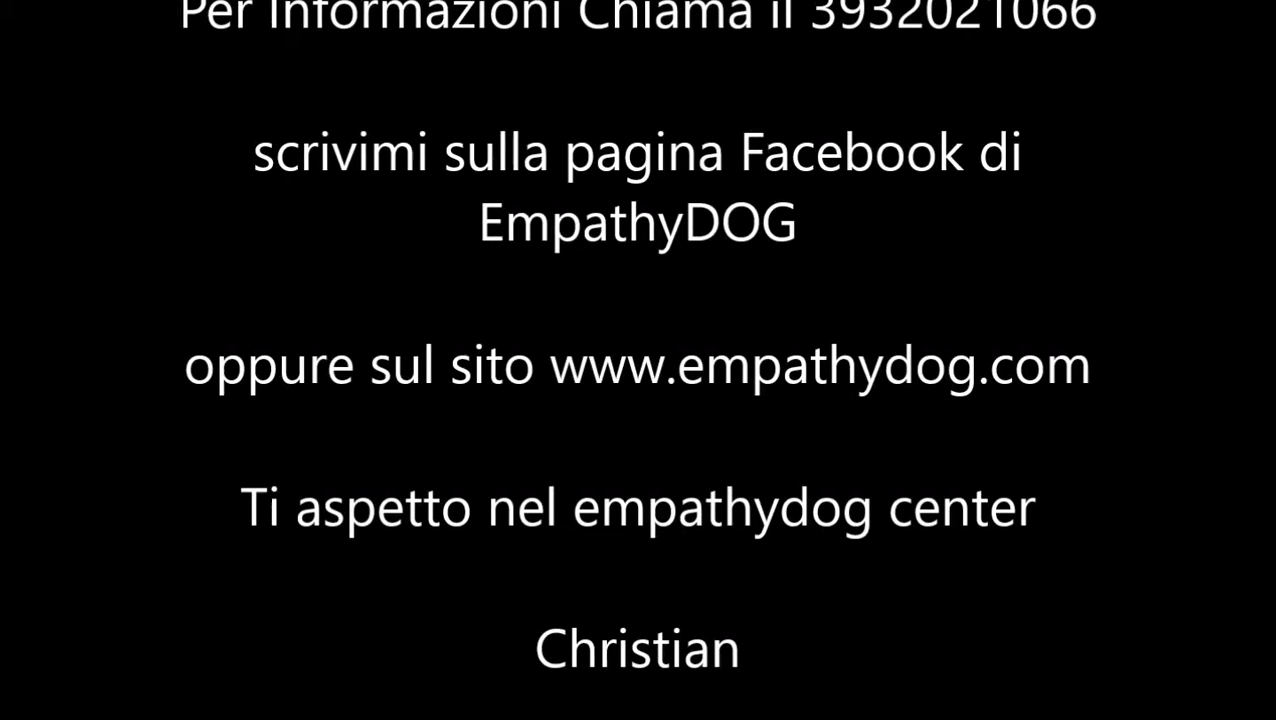 Per Informazioni Chiama il 3932021066
scrivimi sulla pagina Facebook di
EmpathyDOG
oppure sul sito www.empathydog.com
Ti aspetto nel empathydog center
Christian